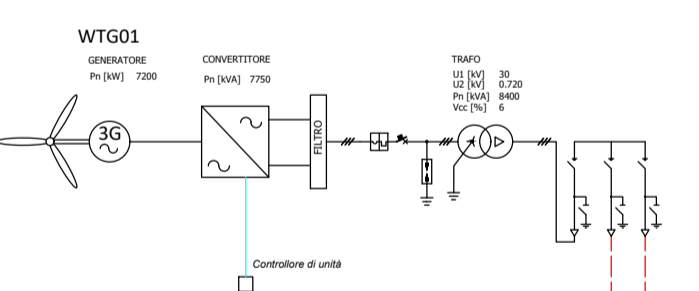 WTG01
GENERATORE
Pn [kW] 7200
CONVERTITORE
Pn [kVA] 7750
TRAFO
U1 [kV] 30
U2 [kV] 0.720
Pn [kVA] 8400
Vcc [%] 6
3G
FILTRO
Controllore di unità